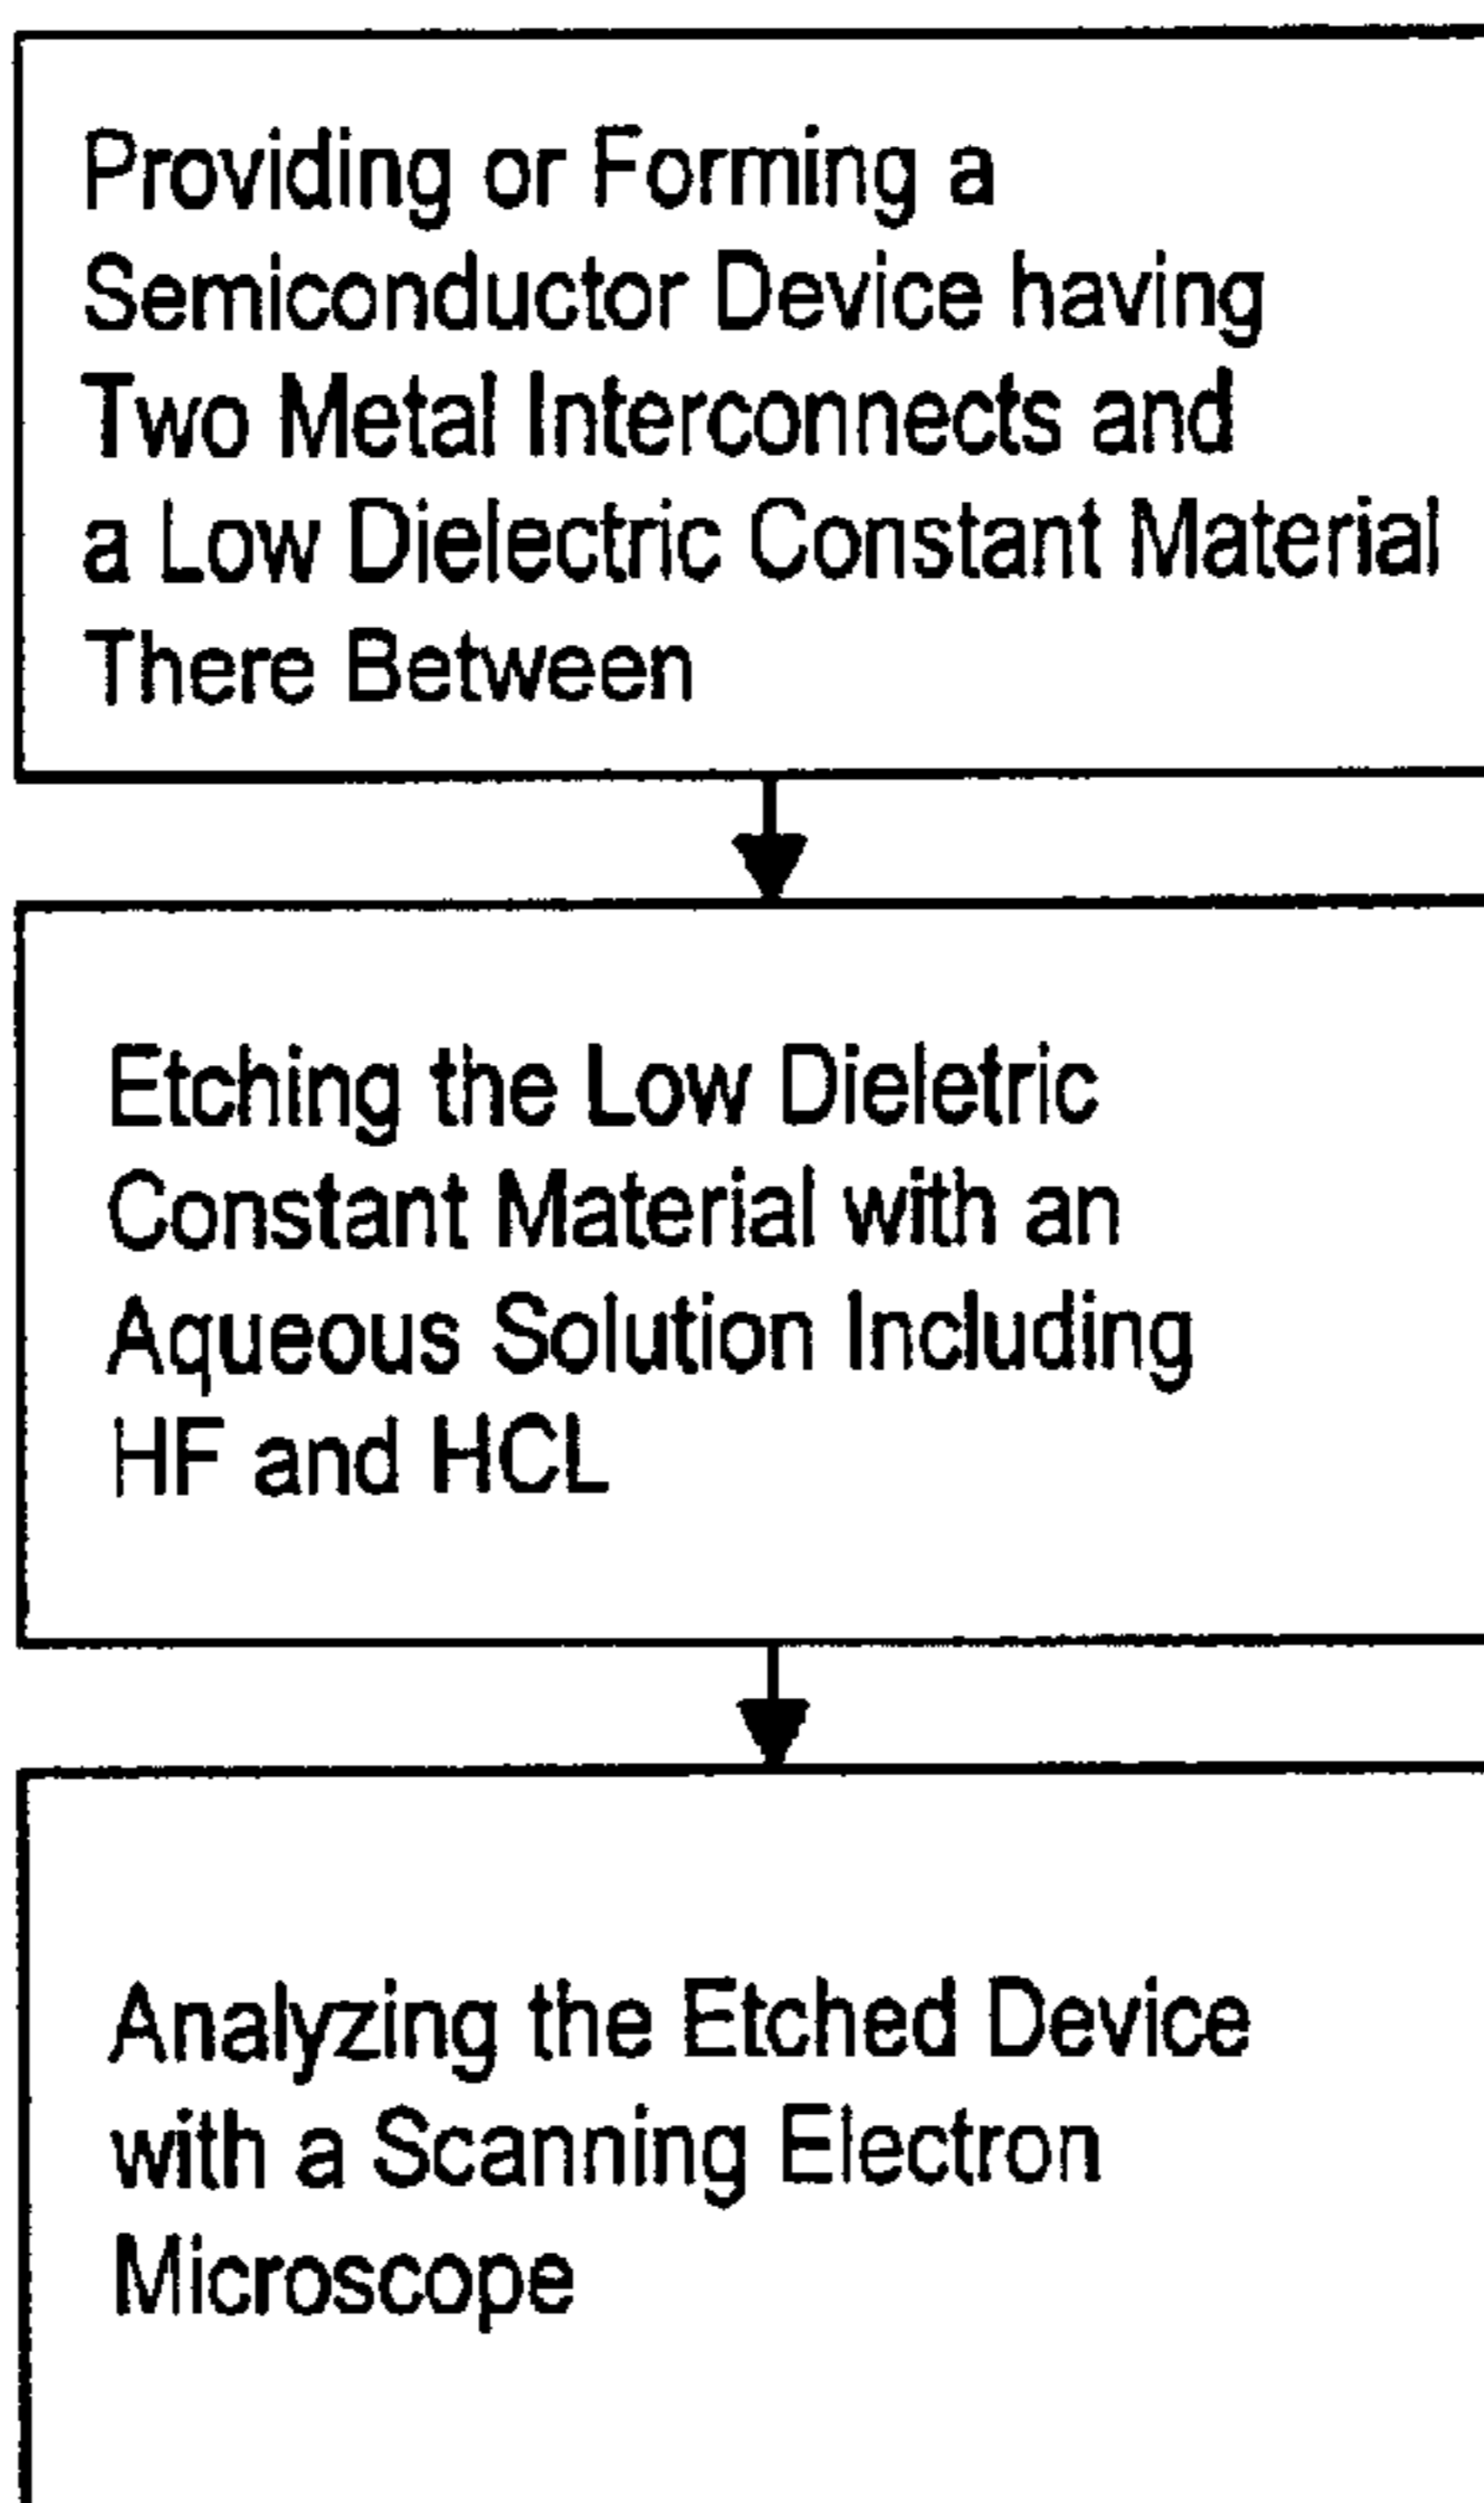 Providing or Forming a
Semiconductor Device having
Two Metal Interconnects and
a Low Dielectric Constant Material
There Between
Etching the Low Dieletric
Constant Material with an
Aqueous Solution Including
HF and HCL
Analyzing the Etched Device
with a Scanning Electron
Microscope